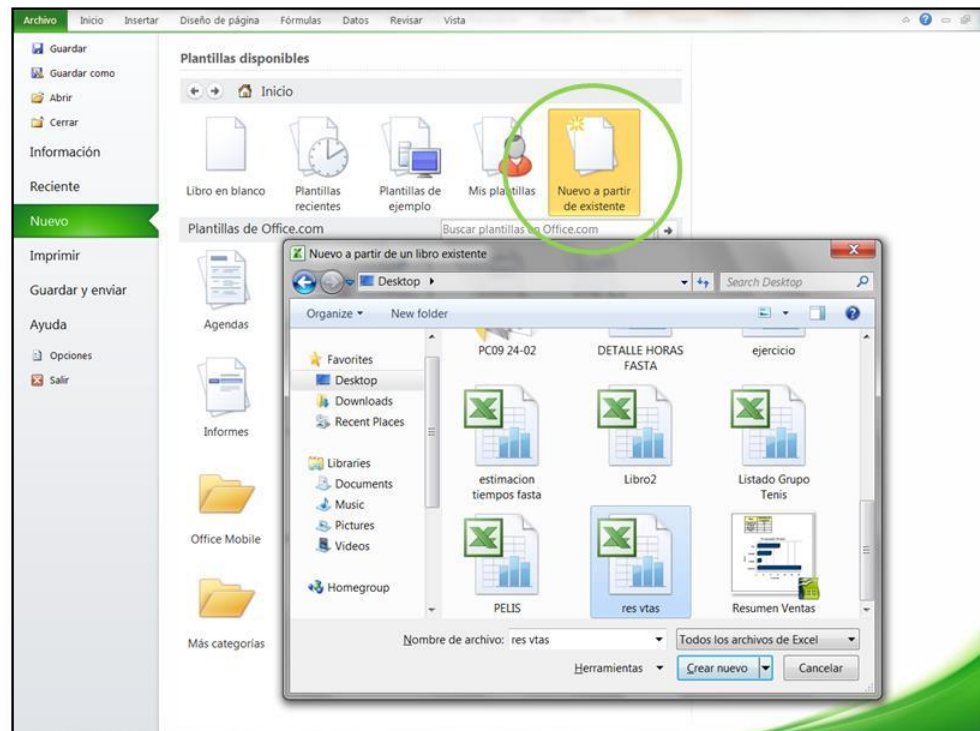 Archivo Inicio Insertar Diseño de página Fórmulas Datos Revisar Vista
Guardar
Guardar como
Abrir
Cerrar
Información
Reciente
Nuevo
Imprimir
Guardar y enviar
Ayuda
Opciones
Salir
Plantillas disponibles
Inicio
Libro en blanco
Plantillas
recientes
Plantillas de
ejemplo
Mis plantillas
Nuevo a partir
de existente
Plantillas de Office.com
Buscar plantillas en Office.com
Agendas
Informes
Office Mobile
Más categorías
Nuevo a partir de un libro existente
Desktop
Search Desktop
Organize
New folder
Favorites
Desktop
Downloads
Recent Places
Libraries
Documents
Music
Pictures
Videos
Homegroup
PC09 24-02
DETALLE HORAS
FASTA
ejercicio
estimacion
tiempos fasta
Libro2
Listado Grupo
Tenis
PELIS
res vtas
Resumen Ventas
Nombre de archivo: res vtas
Todos los archivos de Excel
Herramientas
Crear nuevo
Cancelar